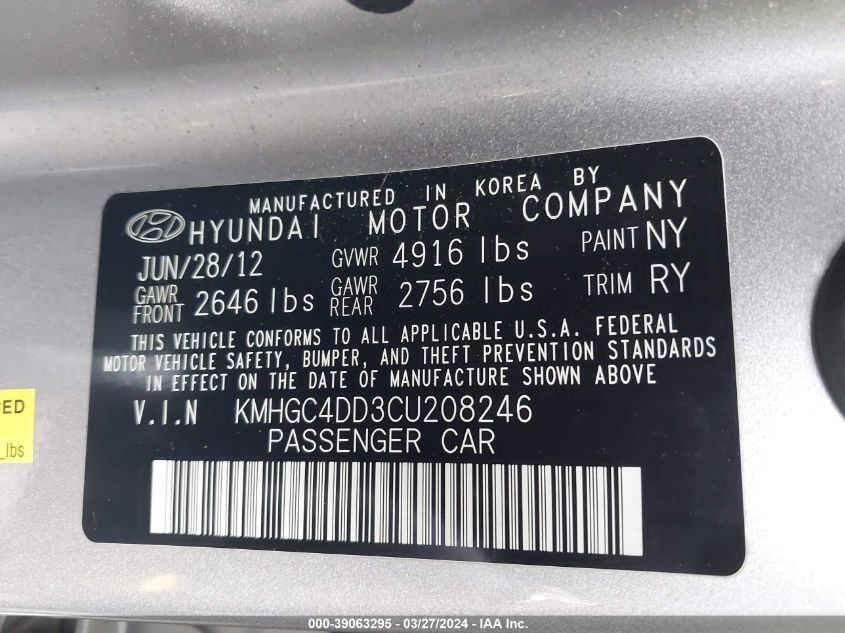 MANUFACTURED IN KOREA BY
HYUNDAI MOTOR COMPANY
JUN/28/12 GVWR 4916 lbs PAINT NY
GAWR FRONT 2646 lbs GAWR REAR 2756 lbs TRIM RY
THIS VEHICLE CONFORMS TO ALL APPLICABLE U.S.A. FEDERAL
MOTOR VEHICLE SAFETY, BUMPER, AND THEFT PREVENTION STANDARDS
IN EFFECT ON THE DATE OF MANUFACTURE SHOWN ABOVE
V.I.N KMHGC4DD3CU208246
PASSENGER CAR
lbs
000-39063295 - 03/27/2024 - IAA Inc.